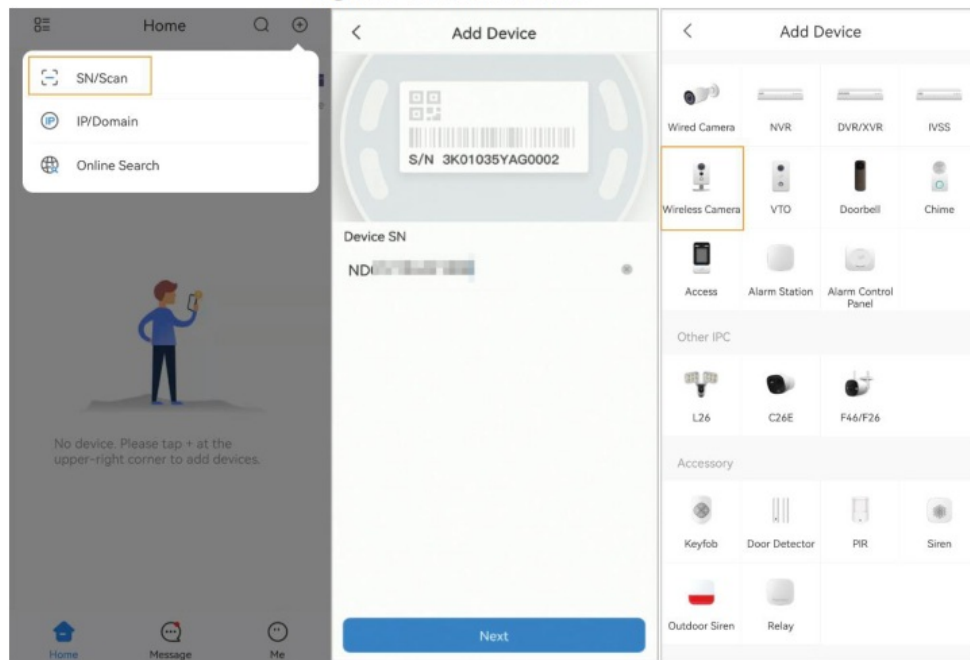 Home
SN/Scan
IP/Domain
Online Search
No device. Please tap + at the
upper-right corner to add devices.
Home
Message
Me
Add Device
S/N 3K01035YAG0002
Device SN
Next
Add Device
Wired Camera
NVR
DVR/XVR
IVSS
Wireless Camera
VTO
Doorbell
Chime
Access
Alarm Station
Alarm Control
Panel
Other IPC
L26
C26E
F46/F26
Accessory
Keyfob
Door Detector
PIR
Siren
Outdoor Siren
Relay